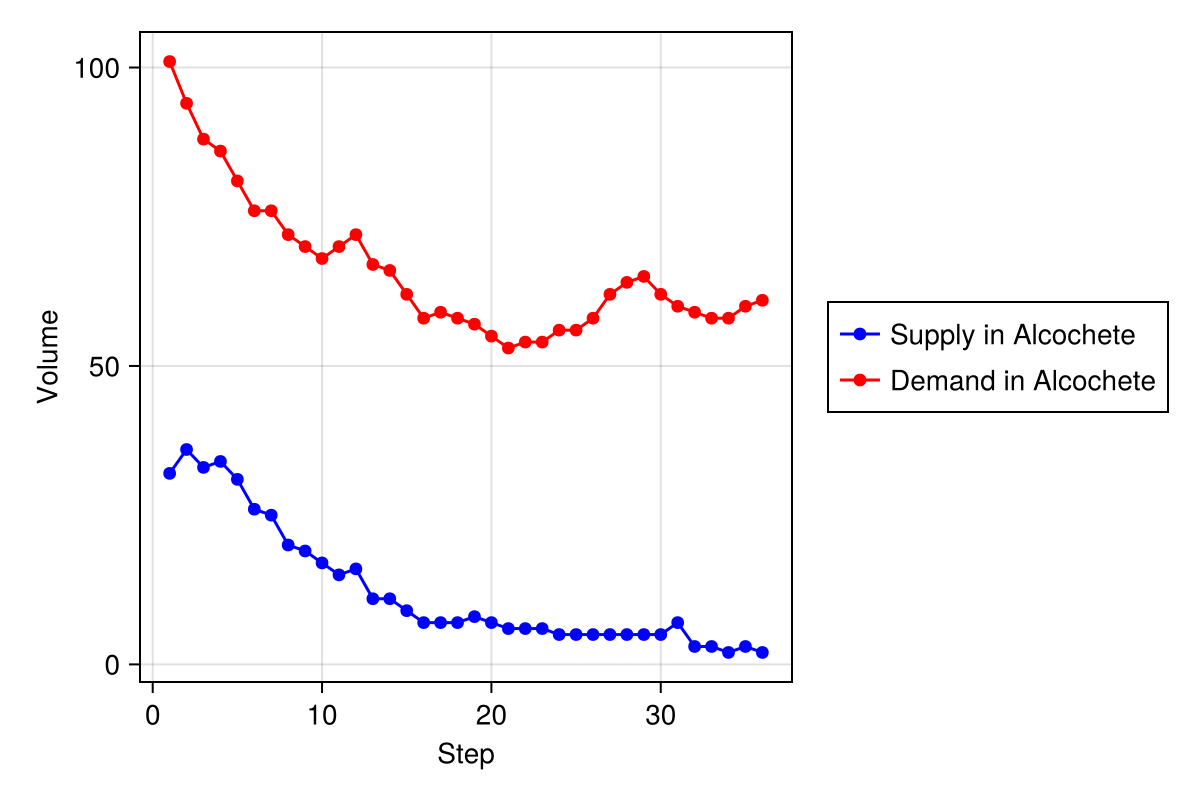 100
50
0
Volume
0 10 20 30
Step
Supply in Alcochete
Demand in Alcochete